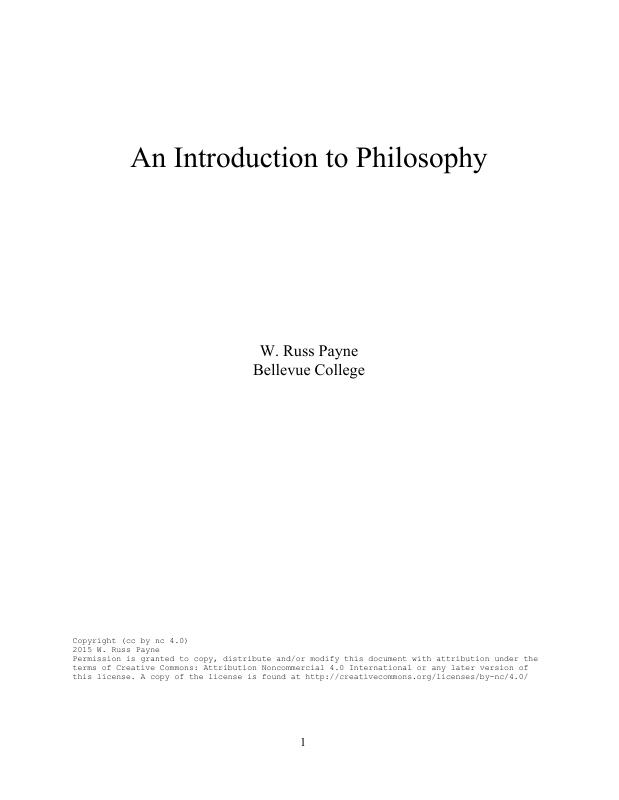 An Introduction to Philosophy
W. Russ Payne
Bellevue College
Copyright (cc by nc 4.0)
2015 W. Russ Payne
Permission is granted to copy, distribute and/or modify this document with attribution under the
terms of Creative Commons: Attribution Noncommercial 4.0 International or any later version of
this license. A copy of the license is found at http://creativecommons.org/licenses/by-nc/4.0/
1